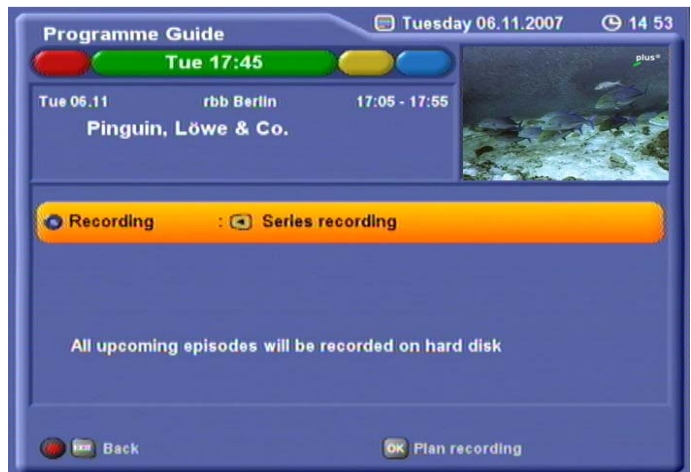 Programme Guide
Tuesday 06.11.2007
14 53
Tue 17:45
plus
Tue 06.11 rbb Berlin 17:05 - 17:55
Pinguin, Löwe & Co.
Recording : Series recording
All upcoming episodes will be recorded on hard disk
EXIT Back
OK Plan recording